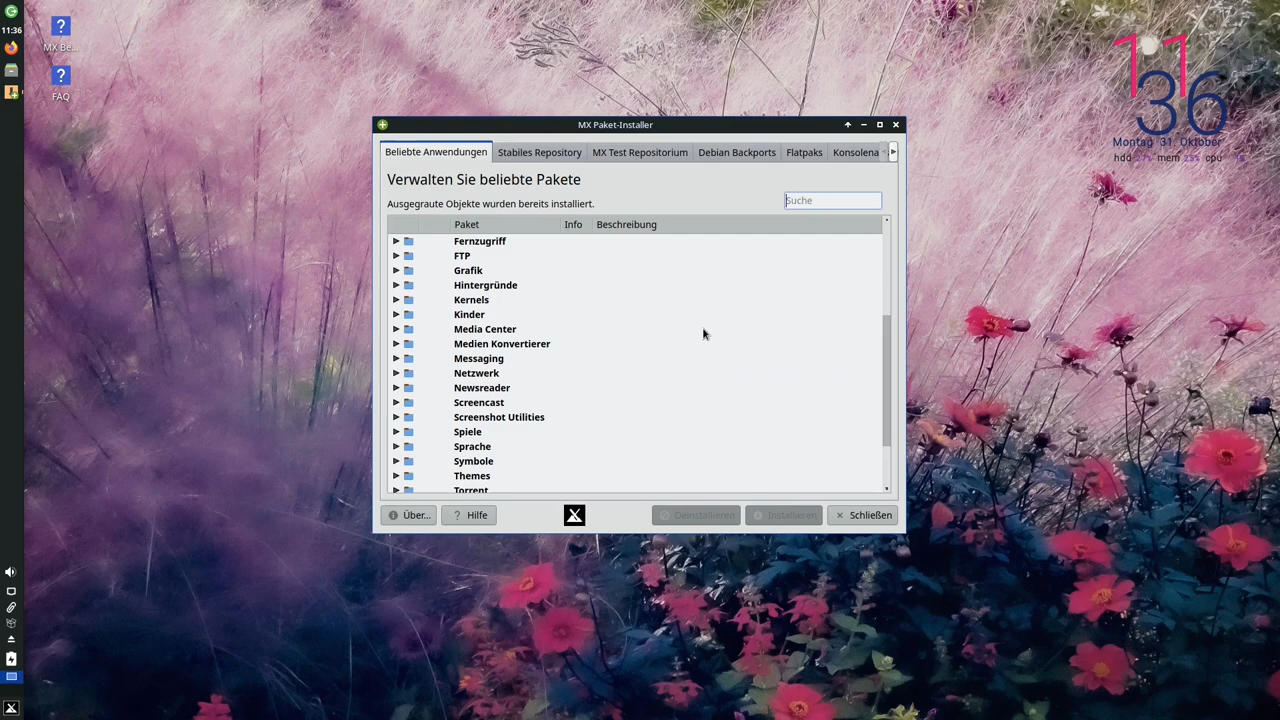 11:36
MX Be...
FAQ
11
36
Montag 31. Oktober
hdd 27% mem 23% cpu
MX Paket-Installer
Beliebte Anwendungen
Stabiles Repository
MX Test Repositorium
Debian Backports
Flatpaks
Konsolena
Verwalten Sie beliebte Pakete
Ausgegraute Objekte wurden bereits installiert.
Suche
Paket Info Beschreibung
Fernzugriff
FTP
Grafik
Hintergründe
Kernels
Kinder
Media Center
Medien Konvertierer
Messaging
Netzwerk
Newsreader
Screencast
Screenshot Utilities
Spiele
Sprache
Symbole
Themes
Torrent
Über...
Hilfe
Deinstallieren
Installieren
Schließen